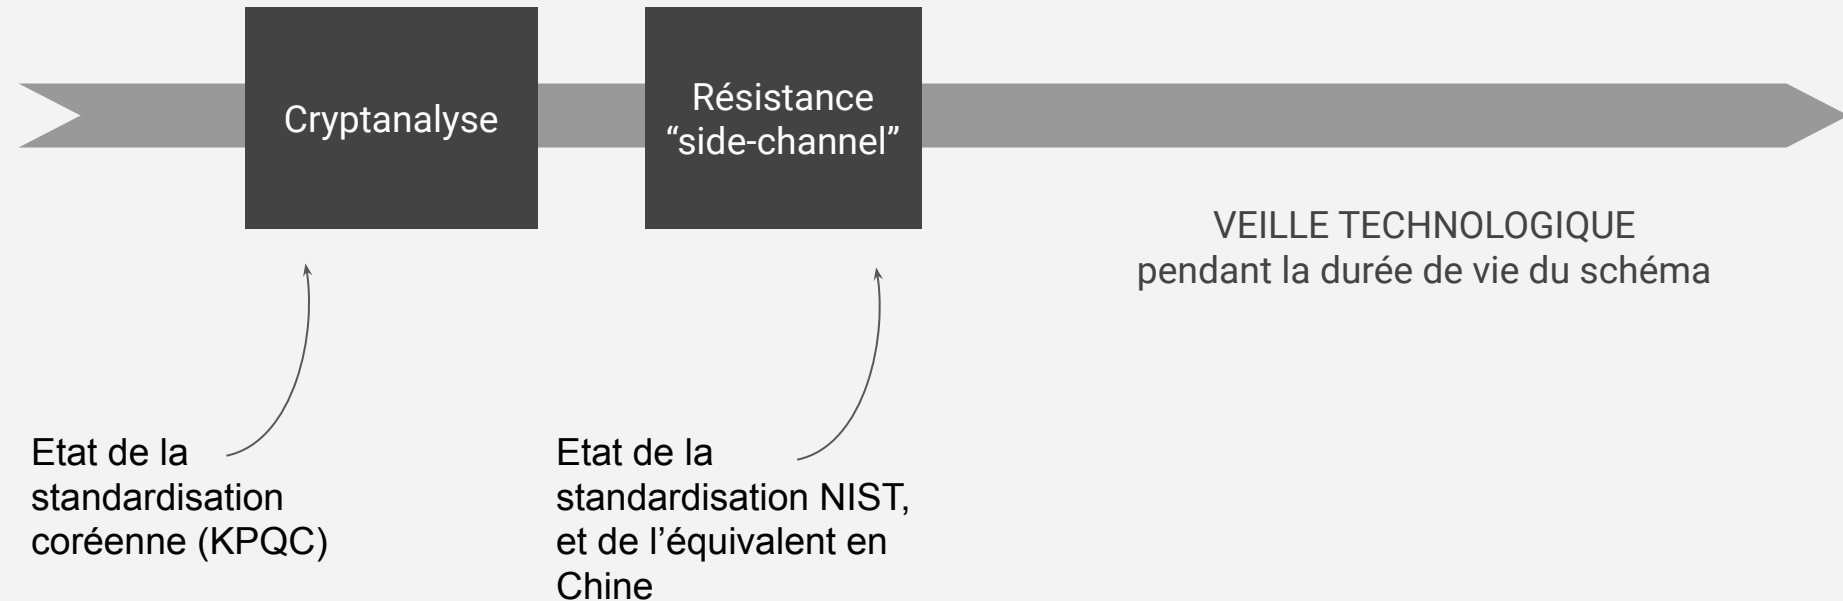 Cryptanalyse
Résistance
“side-channel”
VEILLE TECHNOLOGIQUE
pendant la durée de vie du schéma
Etat de la
standardisation
coréenne (KPQC)
Etat de la
standardisation NIST,
et de l’équivalent en
Chine